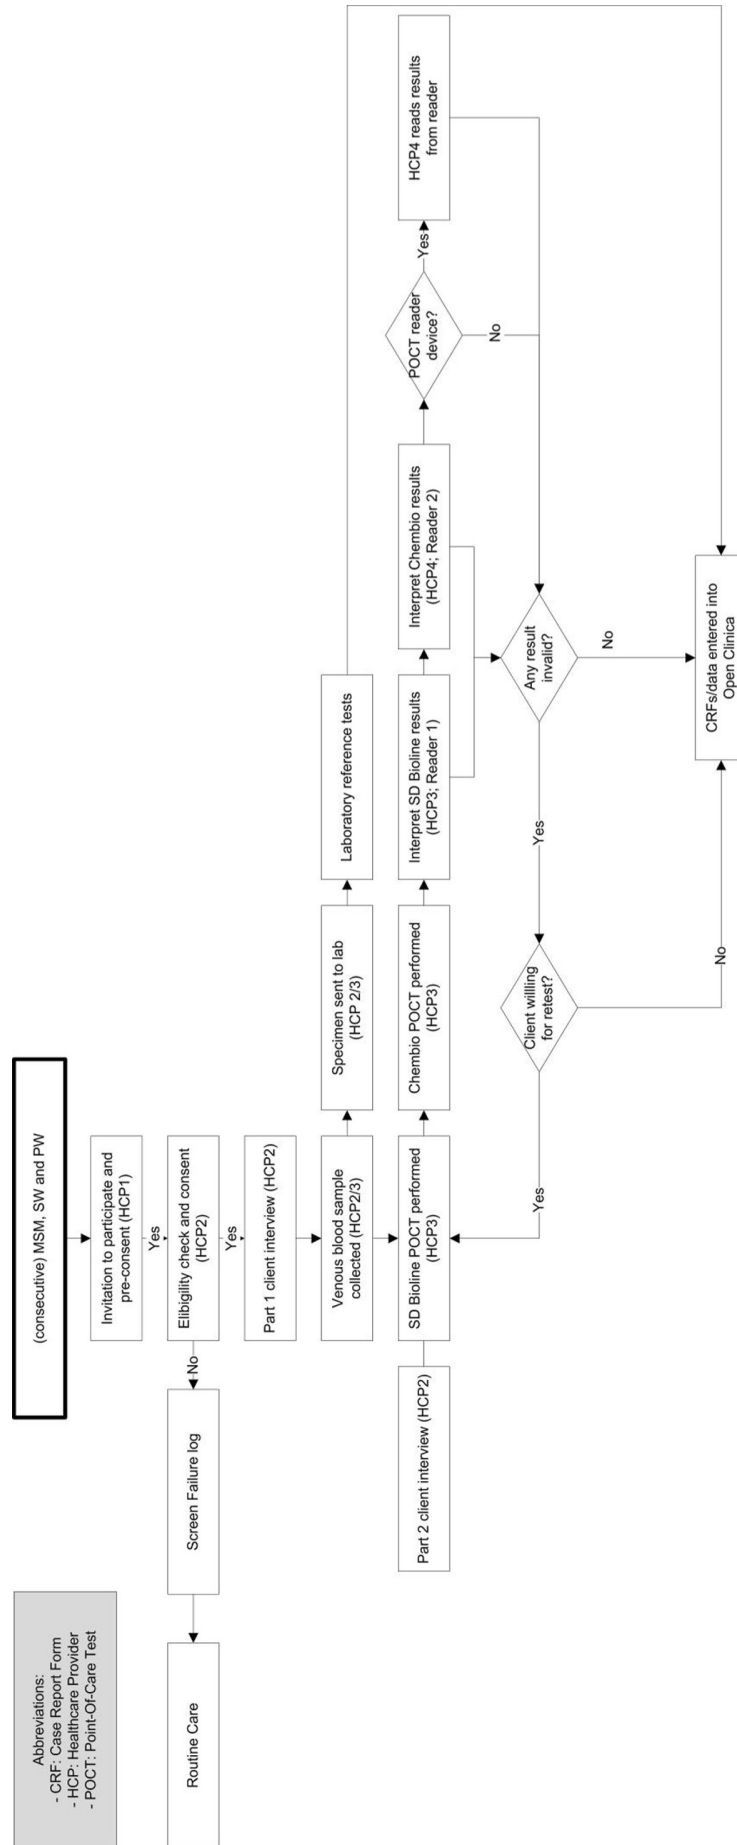 Abbreviations:
- CRF: Case Report Form
- HCP: Healthcare Provider
- POCT: Point-Of-Care Test
(consecutive) MSM, SW and PW
Invitation to participate and
pre-consent (HCP1)
Yes
Elibigility check and consent
(HCP2)
No
Screen Failure log
Routine Care
Yes
Part 1 client interview (HCP2)
Venous blood sample
collected (HCP2/3)
Specimen sent to lab
(HCP 2/3)
Laboratory reference tests
Part 2 client interview (HCP2)
SD Bioline POCT performed
(HCP3)
Chembio POCT performed
(HCP3)
Interpret SD Bioline results
(HCP3; Reader 1)
Interpret Chembio results
(HCP4; Reader 2)
POCT reader
device?
Yes
HCP4 reads results
from reader
No
Any result
invalid?
Yes
No
Client willling
for retest?
Yes
No
CRFs/data entered into
Open Clinica